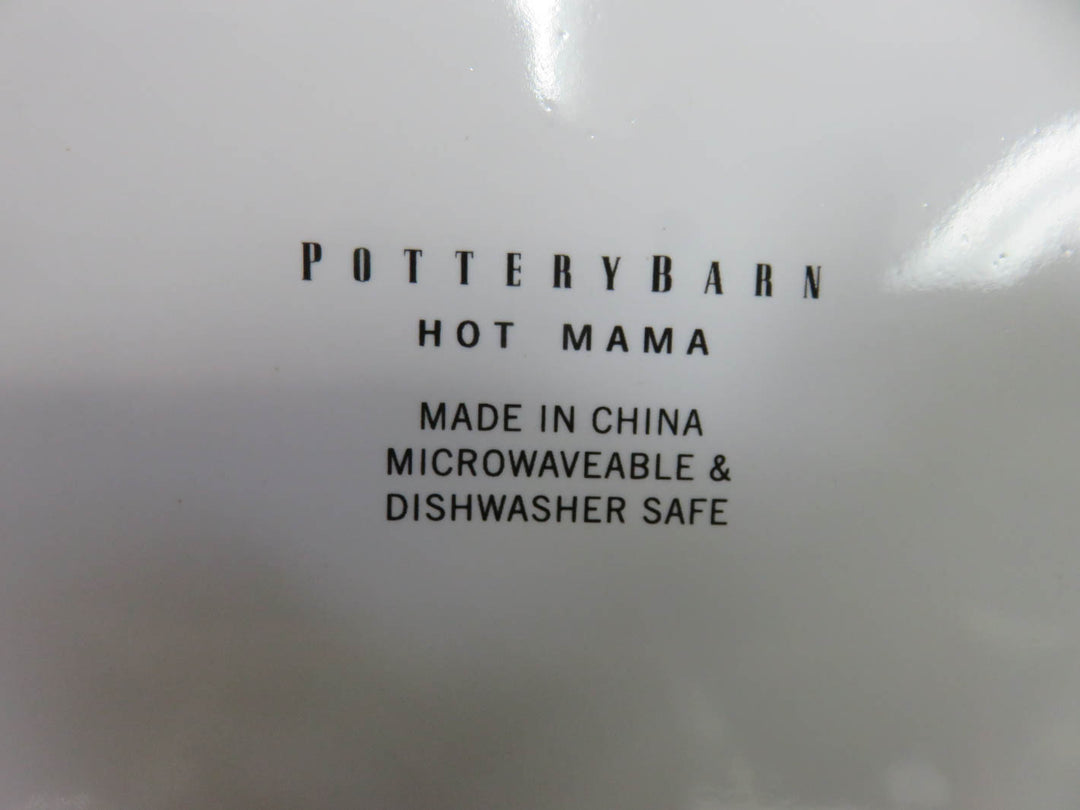 POTTERYBARN
HOT MAMA
MADE IN CHINA
MICROWAVEABLE &
DISHWASHER SAFE